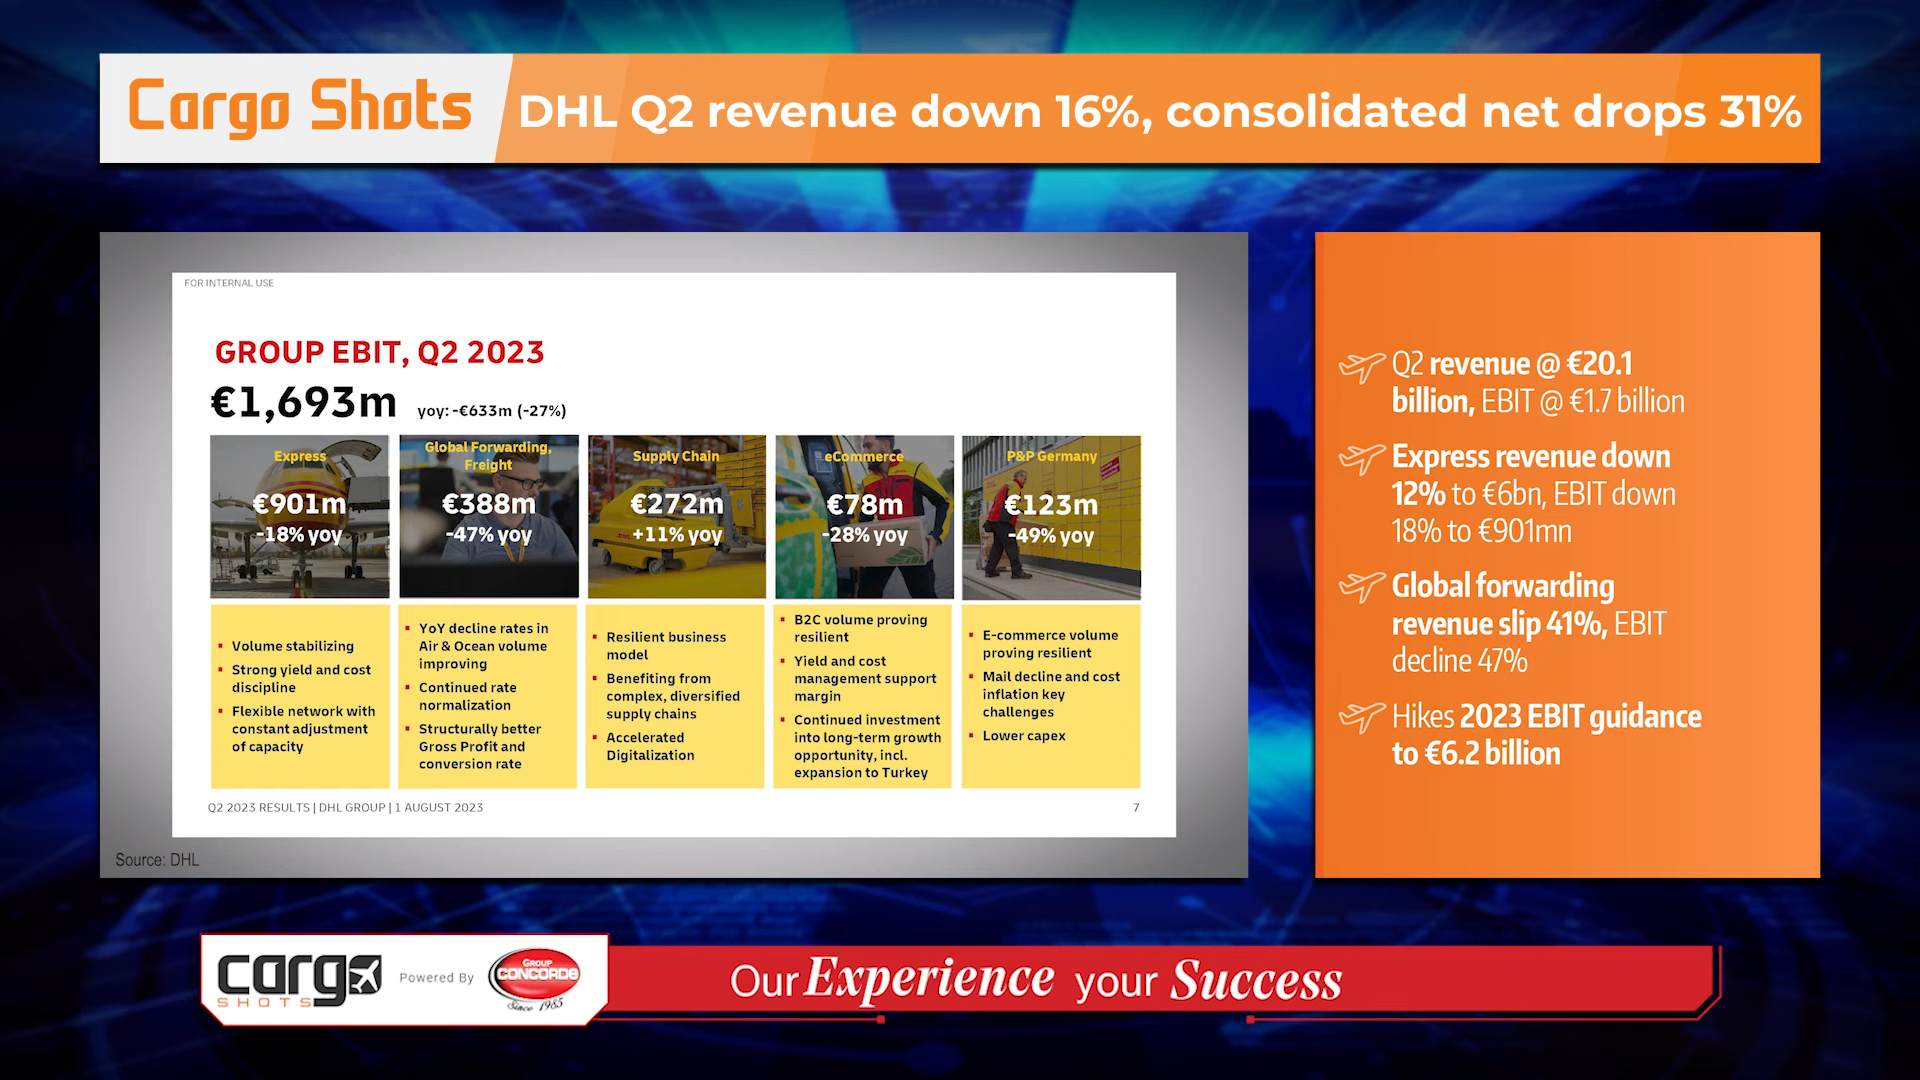 Cargo Shots
DHL Q2 revenue down 16%, consolidated net drops 31%
FOR INTERNAL USE
GROUP EBIT, Q2 2023
€1,693m yoy: -€633m (-27%)
Express
€901m
-18% yoy
Volume stabilizing
Strong yield and cost
discipline
Flexible network with
constant adjustment
of capacity
Global Forwarding,
Freight
€388m
-47% yoy
YoY decline rates in
Air & Ocean volume
improving
Continued rate
normalization
Structurally better
Gross Profit and
conversion rate
Supply Chain
€272m
+11% yoy
Resilient business
model
Benefiting from
complex, diversified
supply chains
Accelerated
Digitalization
eCommerce
€78m
-28% yoy
B2C volume proving
resilient
Yield and cost
management support
margin
Continued investment
into long-term growth
opportunity, incl.
expansion to Turkey
P&P Germany
€123m
-49% yoy
E-commerce volume
proving resilient
Mail decline and cost
inflation key
challenges
Lower capex
Q2 2023 RESULTS | DHL GROUP | 1 AUGUST 2023
7
Source: DHL
Q2 revenue @ €20.1
billion, EBIT @ €1.7 billion
Express revenue down
12% to €6bn, EBIT down
18% to €901mn
Global forwarding
revenue slip 41%, EBIT
decline 47%
Hikes 2023 EBIT guidance
to €6.2 billion
cargo
SHOTS
Powered By
GROUP
CONCORDE
Since 1985
Our Experience your Success